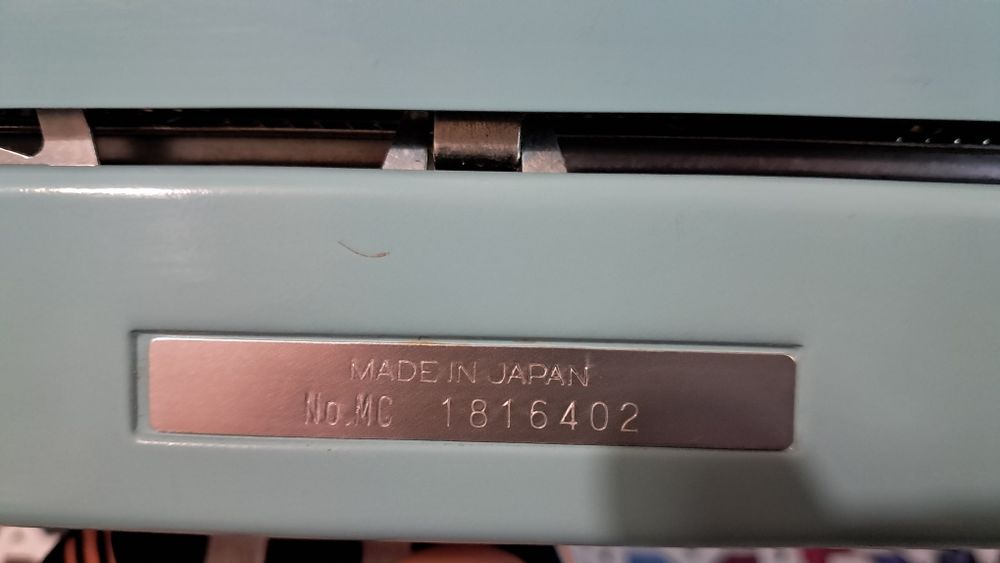 MADE IN JAPAN
No.MC 1816402